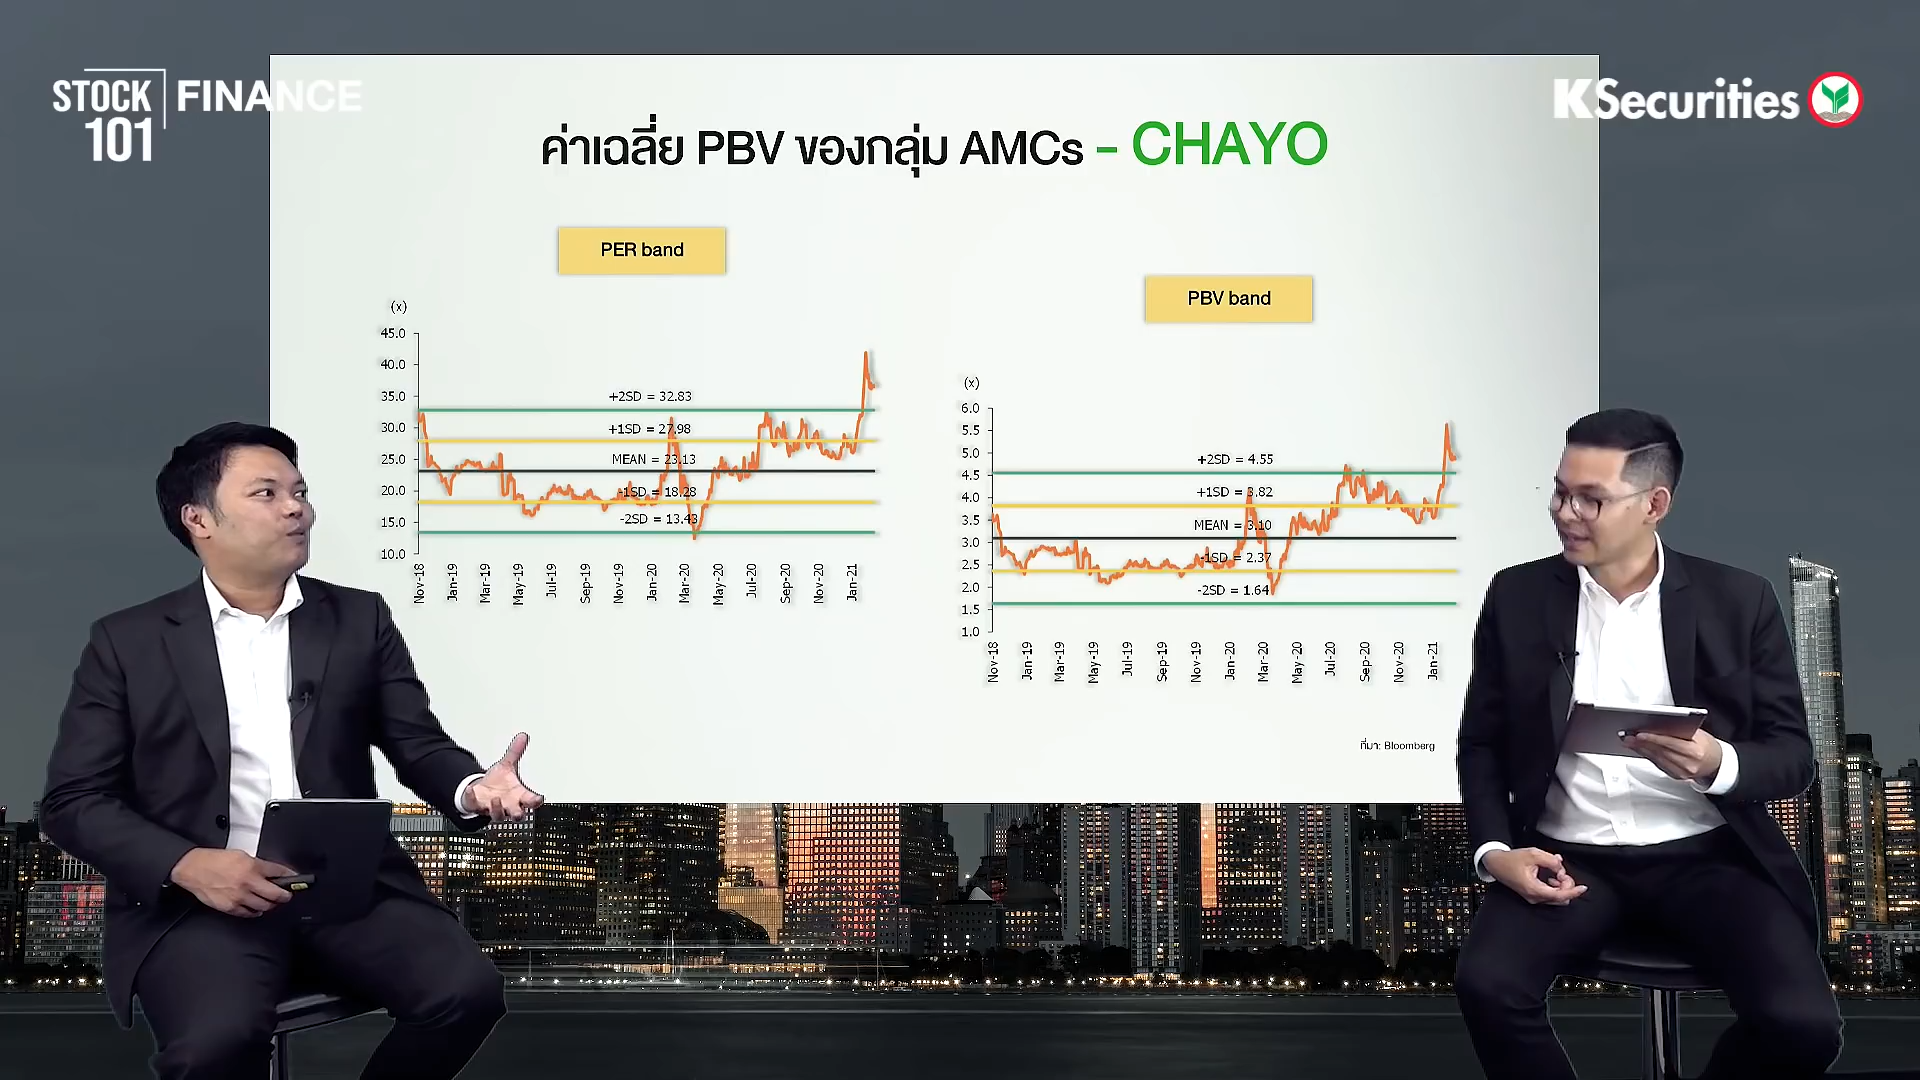 STOCK 101 FINANCE
KSecurities
ค่าเฉลี่ย PBV ของกลุ่ม AMCs - CHAYO
PER band
(x)
45.0
40.0
35.0
30.0
25.0
20.0
15.0
10.0
+2SD = 32.83
+1SD = 27.98
MEAN = 23.13
-1SD = 18.28
-2SD = 13.43
Nov-18
Jan-19
Mar-19
May-19
Jul-19
Sep-19
Nov-19
Jan-20
Mar-20
May-20
Jul-20
Sep-20
Nov-20
Jan-21
PBV band
(x)
6.0
5.5
5.0
4.5
4.0
3.5
3.0
2.5
2.0
1.5
1.0
+2SD = 4.55
+1SD = 3.82
MEAN = 3.10
-1SD = 2.37
-2SD = 1.64
Nov-18
Jan-19
Mar-19
May-19
Jul-19
Sep-19
Nov-19
Jan-20
Mar-20
May-20
Jul-20
Sep-20
Nov-20
Jan-21
ที่มา: Bloomberg